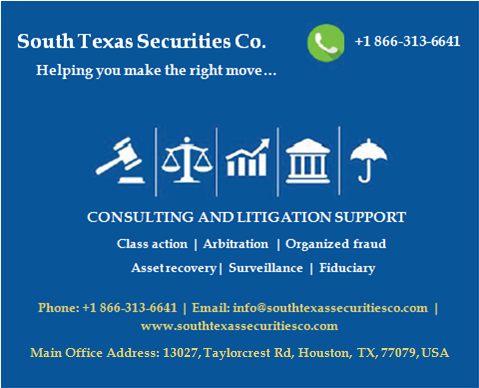 South Texas Securities Co.
+1 866-313-6641
Helping you make the right move...
CONSULTING AND LITIGATION SUPPORT
Class action | Arbitration | Organized fraud
Asset recovery| Surveillance | Fiduciary
Phone: +1 866-313-6641 | Email: info@southtexassecuritiesco.com |
www.southtexassecuritiesco.com
Main Office Address: 13027, Taylorcrest Rd, Houston, TX, 77079, USA